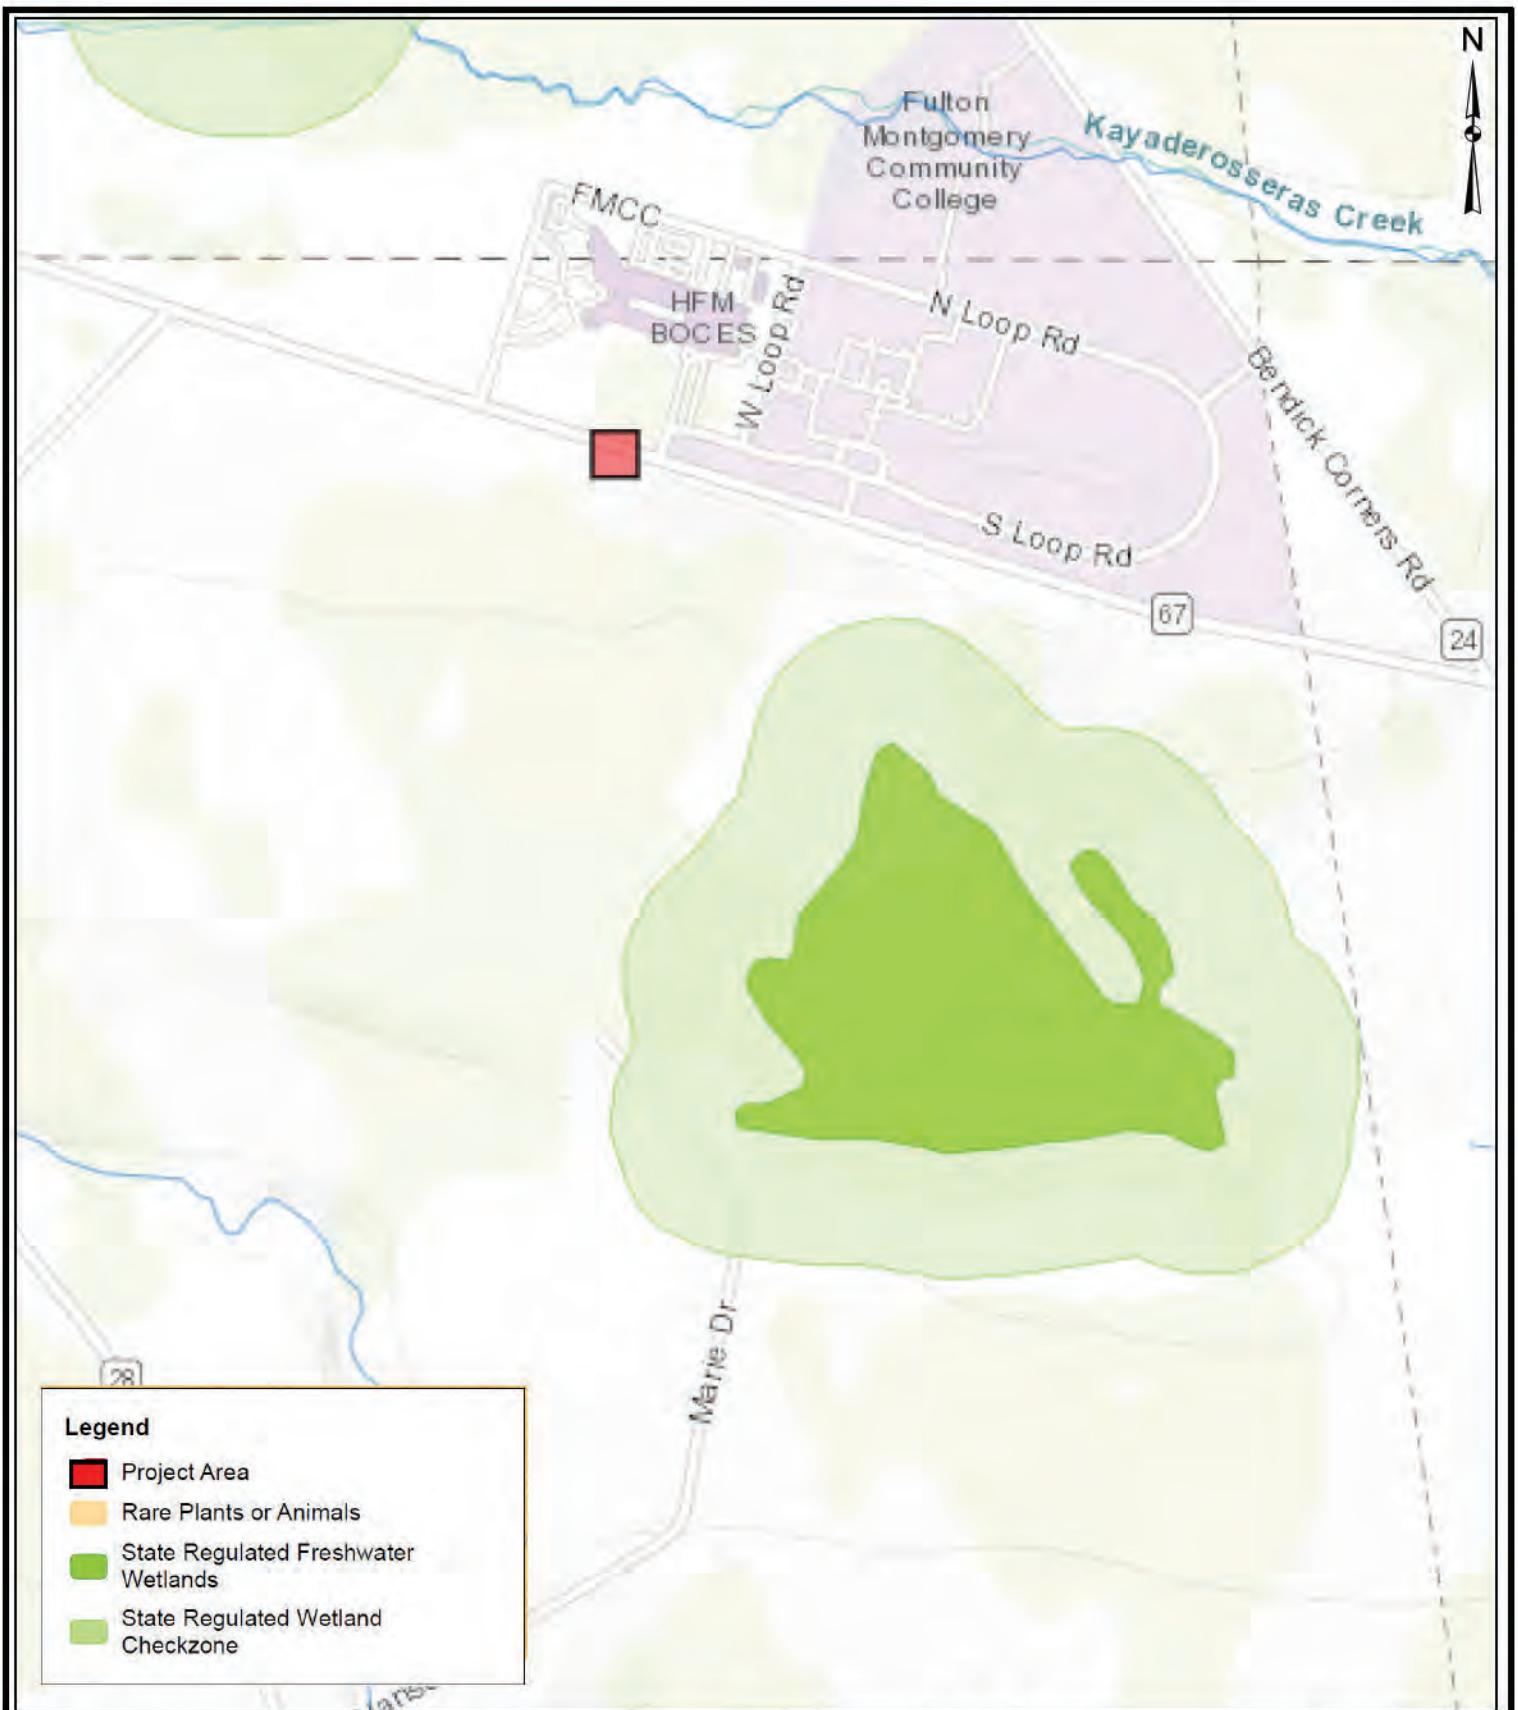 N
Fulton
Montgomery
Community
College
Kayaderosseras Creek
FMCC
HFM
BOCES
W Loop Rd
N Loop Rd
Bendick Corners Rd
S Loop Rd
67
24
Marie Dr
28
Legend
Project Area
Rare Plants or Animals
State Regulated Freshwater
Wetlands
State Regulated Wetland
Checkzone